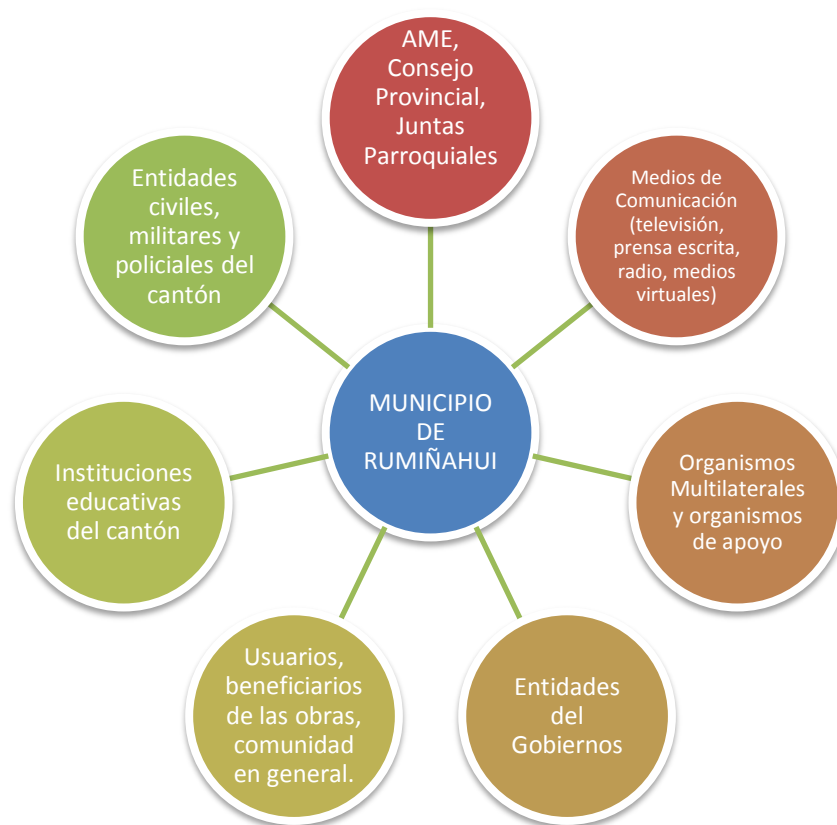 AME,
Consejo
Provincial,
Juntas
Parroquiales
Medios de
Comunicación
(televisión,
prensa escrita,
radio, medios
virtuales)
Organismos
Multilaterales
y organismos
de apoyo
Entidades
del
Gobiernos
Usuarios,
beneficiarios
de las obras,
comunidad
en general.
Instituciones
educativas
del cantón
Entidades
civiles,
militares y
policiales del
cantón
MUNICIPIO
DE
RUMIÑAHUI